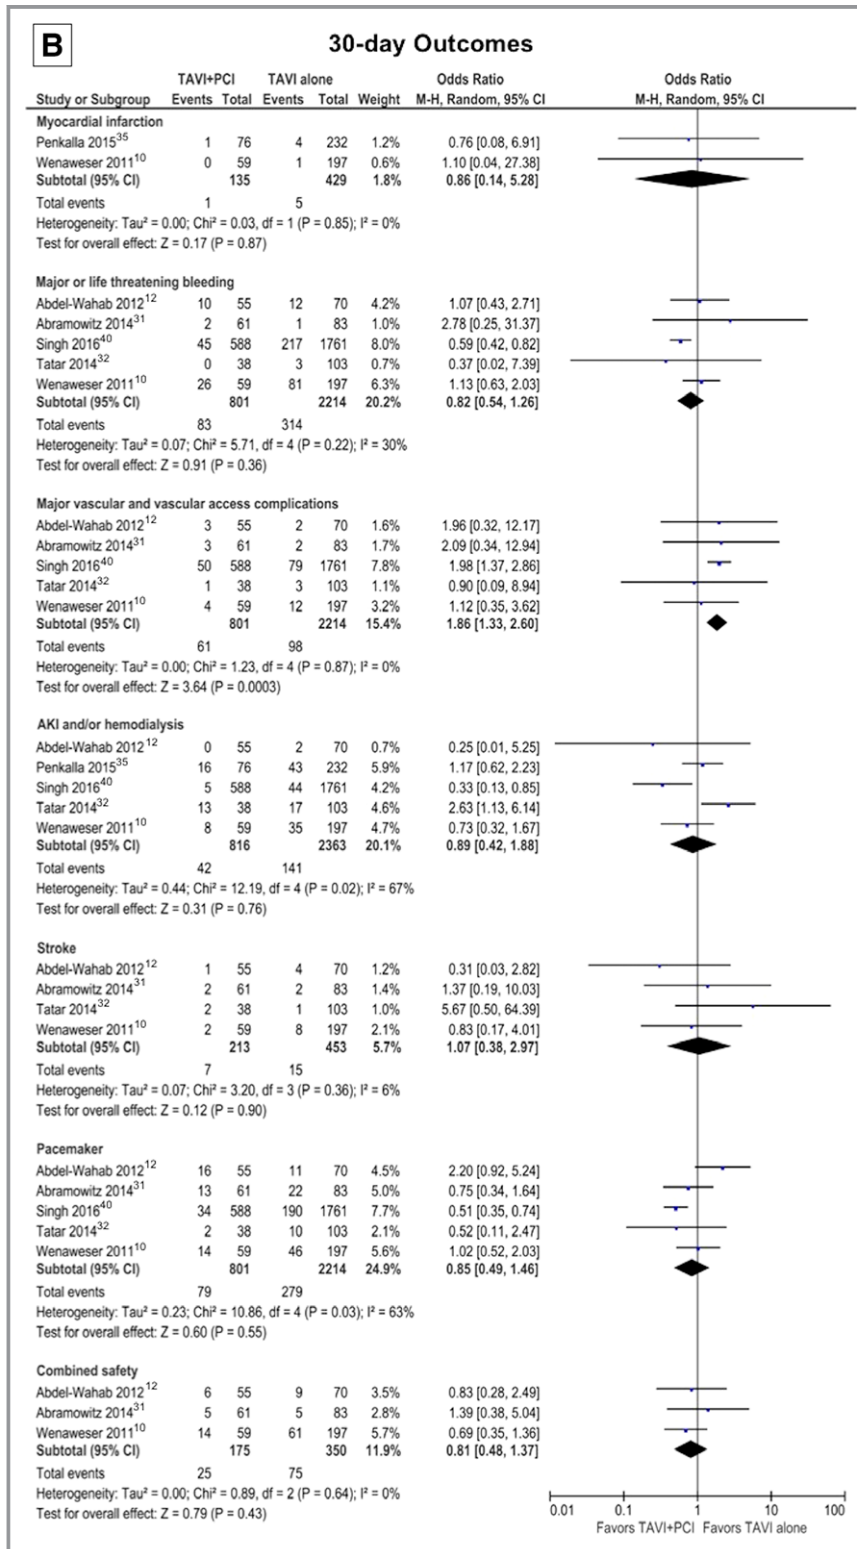 B
30-day Outcomes
TAVI+PCI TAVI alone Odds Ratio Odds Ratio
Study or Subgroup Events Total Events Total Weight M-H, Random, 95% CI M-H, Random, 95% CI
Myocardial infarction
Penkalla 2015³⁵ 1 76 4 232 1.2% 0.76 [0.08, 6.91]
Wenaweser 2011¹⁰ 0 59 1 197 0.6% 1.10 [0.04, 27.38]
Subtotal (95% CI) 135 429 1.8% 0.86 [0.14, 5.28]
Total events 1 5
Heterogeneity: Tau² = 0.00; Chi² = 0.03, df = 1 (P = 0.85); I² = 0%
Test for overall effect: Z = 0.17 (P = 0.87)
Major or life threatening bleeding
Abdel-Wahab 2012¹² 10 55 12 70 4.2% 1.07 [0.43, 2.71]
Abramowitz 2014³¹ 2 61 1 83 1.0% 2.78 [0.25, 31.37]
Singh 2016⁴⁰ 45 588 217 1761 8.0% 0.59 [0.42, 0.82]
Tatar 2014³² 0 38 3 103 0.7% 0.37 [0.02, 7.39]
Wenaweser 2011¹⁰ 26 59 81 197 6.3% 1.13 [0.63, 2.03]
Subtotal (95% CI) 801 2214 20.2% 0.82 [0.54, 1.26]
Total events 83 314
Heterogeneity: Tau² = 0.07; Chi² = 5.71, df = 4 (P = 0.22); I² = 30%
Test for overall effect: Z = 0.91 (P = 0.36)
Major vascular and vascular access complications
Abdel-Wahab 2012¹² 3 55 2 70 1.6% 1.96 [0.32, 12.17]
Abramowitz 2014³¹ 3 61 2 83 1.7% 2.09 [0.34, 12.94]
Singh 2016⁴⁰ 50 588 79 1761 7.8% 1.98 [1.37, 2.86]
Tatar 2014³² 1 38 3 103 1.1% 0.90 [0.09, 8.94]
Wenaweser 2011¹⁰ 4 59 12 197 3.2% 1.12 [0.35, 3.62]
Subtotal (95% CI) 801 2214 15.4% 1.86 [1.33, 2.60]
Total events 61 98
Heterogeneity: Tau² = 0.00; Chi² = 1.23, df = 4 (P = 0.87); I² = 0%
Test for overall effect: Z = 3.64 (P = 0.0003)
AKI and/or hemodialysis
Abdel-Wahab 2012¹² 0 55 2 70 0.7% 0.25 [0.01, 5.25]
Penkalla 2015³⁵ 16 76 43 232 5.9% 1.17 [0.62, 2.23]
Singh 2016⁴⁰ 5 588 44 1761 4.2% 0.33 [0.13, 0.85]
Tatar 2014³² 13 38 17 103 4.6% 2.63 [1.13, 6.14]
Wenaweser 2011¹⁰ 8 59 35 197 4.7% 0.73 [0.32, 1.67]
Subtotal (95% CI) 816 2363 20.1% 0.89 [0.42, 1.88]
Total events 42 141
Heterogeneity: Tau² = 0.44; Chi² = 12.19, df = 4 (P = 0.02); I² = 67%
Test for overall effect: Z = 0.31 (P = 0.76)
Stroke
Abdel-Wahab 2012¹² 1 55 4 70 1.2% 0.31 [0.03, 2.82]
Abramowitz 2014³¹ 2 61 2 83 1.4% 1.37 [0.19, 10.03]
Tatar 2014³² 2 38 1 103 1.0% 5.67 [0.50, 64.39]
Wenaweser 2011¹⁰ 2 59 8 197 2.1% 0.83 [0.17, 4.01]
Subtotal (95% CI) 213 453 5.7% 1.07 [0.38, 2.97]
Total events 7 15
Heterogeneity: Tau² = 0.07; Chi² = 3.20, df = 3 (P = 0.36); I² = 6%
Test for overall effect: Z = 0.12 (P = 0.90)
Pacemaker
Abdel-Wahab 2012¹² 16 55 11 70 4.5% 2.20 [0.92, 5.24]
Abramowitz 2014³¹ 13 61 22 83 5.0% 0.75 [0.34, 1.64]
Singh 2016⁴⁰ 34 588 190 1761 7.7% 0.51 [0.35, 0.74]
Tatar 2014³² 2 38 10 103 2.1% 0.52 [0.11, 2.47]
Wenaweser 2011¹⁰ 14 59 46 197 5.6% 1.02 [0.52, 2.03]
Subtotal (95% CI) 801 2214 24.9% 0.85 [0.49, 1.46]
Total events 79 279
Heterogeneity: Tau² = 0.23; Chi² = 10.86, df = 4 (P = 0.03); I² = 63%
Test for overall effect: Z = 0.60 (P = 0.55)
Combined safety
Abdel-Wahab 2012¹² 6 55 9 70 3.5% 0.83 [0.28, 2.49]
Abramowitz 2014³¹ 5 61 5 83 2.8% 1.39 [0.38, 5.04]
Wenaweser 2011¹⁰ 14 59 61 197 5.7% 0.69 [0.35, 1.36]
Subtotal (95% CI) 175 350 11.9% 0.81 [0.48, 1.37]
Total events 25 75
Heterogeneity: Tau² = 0.00; Chi² = 0.89, df = 2 (P = 0.64); I² = 0%
Test for overall effect: Z = 0.79 (P = 0.43)
0.01 0.1 1 10 100
Favors TAVI+PCI Favors TAVI alone